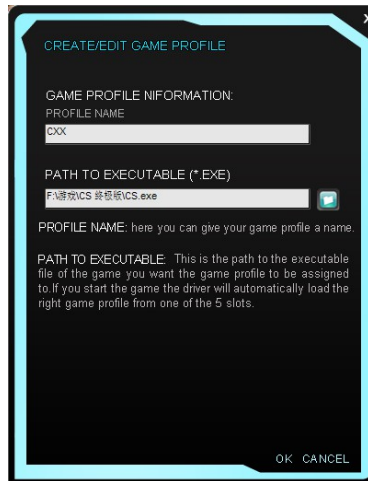 X
CREATE/EDIT GAME PROFILE
GAME PROFILE NIFORMATION:
PROFILE NAME
CXX
PATH TO EXECUTABLE (*.EXE)
F:\游戏\CS 终极版\CS.exe
PROFILE NAME: here you can give your game profile a name.
PATH TO EXECUTABLE: This is the path to the executable
file of the game you want the game profile to be assigned
to.If you start the game the driver will automatically load the
right game profile from one of the 5 slots.
OK CANCEL